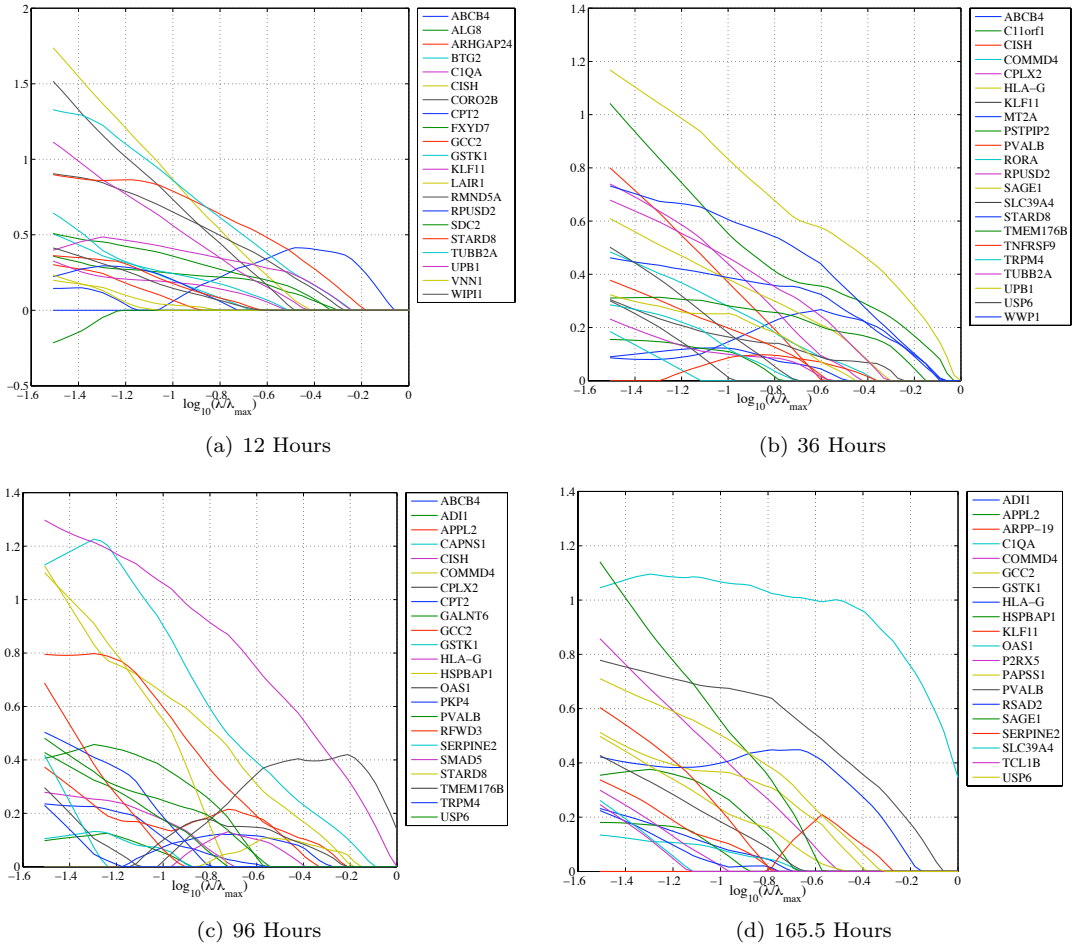 2
1.5
1
0.5
0
−0.5
−1.6 −1.4 −1.2 −1 −0.8 −0.6 −0.4 −0.2 0
log10(λ/λmax)
ABCB4
ALG8
ARHGAP24
BTG2
C1QA
CISH
CORO2B
CPT2
FXYD7
GCC2
GSTK1
KLF11
LAIR1
RMND5A
RPUSD2
SDC2
STARD8
TUBB2A
UPB1
VNN1
WIPI1
(a) 12 Hours
1.4
1.2
1
0.8
0.6
0.4
0.2
0
−1.6 −1.4 −1.2 −1 −0.8 −0.6 −0.4 −0.2 0
log10(λ/λmax)
ABCB4
C11orf1
CISH
COMMD4
CPLX2
HLA−G
KLF11
MT2A
PSTPIP2
PVALB
RORA
RPUSD2
SAGE1
SLC39A4
STARD8
TMEM176B
TNFRSF9
TRPM4
TUBB2A
UPB1
USP6
WWP1
(b) 36 Hours
1.4
1.2
1
0.8
0.6
0.4
0.2
0
−1.6 −1.4 −1.2 −1 −0.8 −0.6 −0.4 −0.2 0
log10(λ/λmax)
ABCB4
ADI1
APPL2
CAPNS1
CISH
COMMD4
CPLX2
CPT2
GALNT6
GCC2
GSTK1
HLA−G
HSPBAP1
OAS1
PKP4
PVALB
RFWD3
SERPINE2
SMAD5
STARD8
TMEM176B
TRPM4
USP6
(c) 96 Hours
1.4
1.2
1
0.8
0.6
0.4
0.2
0
−1.6 −1.4 −1.2 −1 −0.8 −0.6 −0.4 −0.2 0
log10(λ/λmax)
ADI1
APPL2
ARPP−19
C1QA
COMMD4
GCC2
GSTK1
HLA−G
HSPBAP1
KLF11
OAS1
P2RX5
PAPSS1
PVALB
RSAD2
SAGE1
SERPINE2
SLC39A4
TCL1B
USP6
(d) 165.5 Hours